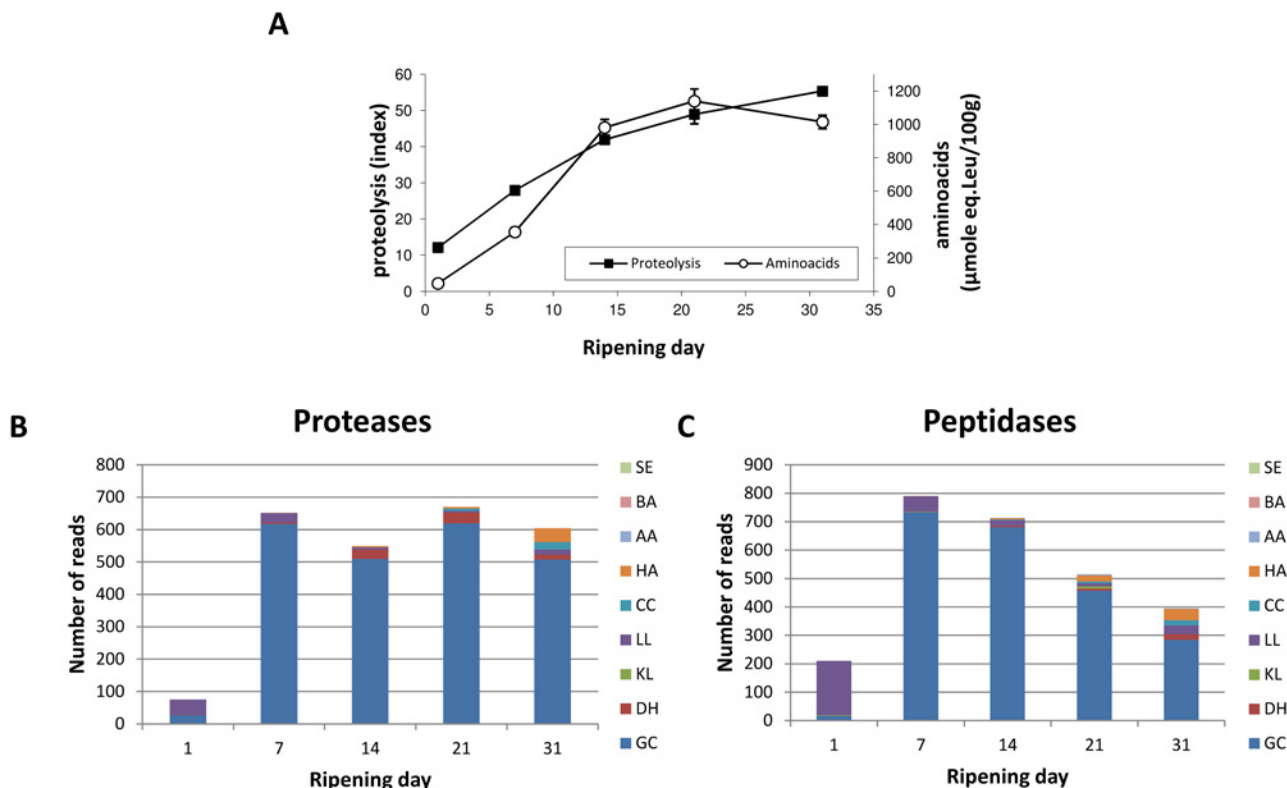 A
proteolysis (index)
60
50
40
30
20
10
0
0 5 10 15 20 25 30 35
1200
1000
800
600
400
200
0
aminoacids
(µmole eq.Leu/100g)
Proteolysis Aminoacids
Ripening day
B
Proteases
Number of reads
800
700
600
500
400
300
200
100
0
1 7 14 21 31
Ripening day
SE
BA
AA
HA
CC
LL
KL
DH
GC
C
Peptidases
Number of reads
900
800
700
600
500
400
300
200
100
0
1 7 14 21 31
Ripening day
SE
BA
AA
HA
CC
LL
KL
DH
GC